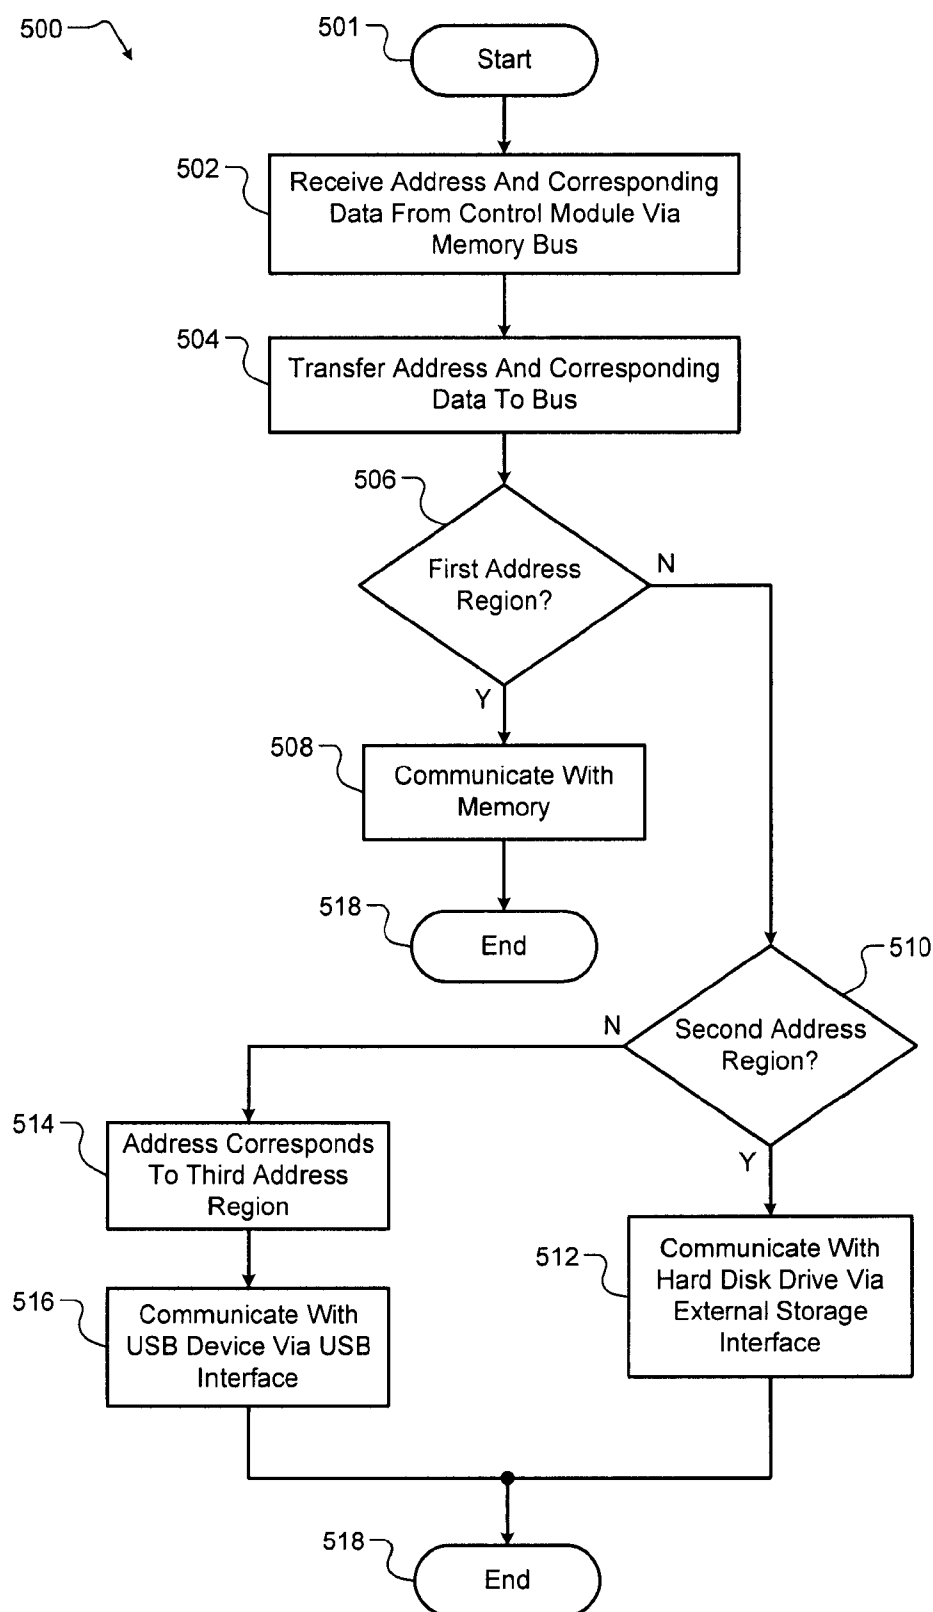 500
501
Start
502
Receive Address And Corresponding
Data From Control Module Via
Memory Bus
504
Transfer Address And Corresponding
Data To Bus
506
First Address
Region?
N
Y
508
Communicate With
Memory
518
End
510
Second Address
Region?
N
Y
514
Address Corresponds
To Third Address
Region
512
Communicate With
Hard Disk Drive Via
External Storage
Interface
516
Communicate With
USB Device Via USB
Interface
518
End